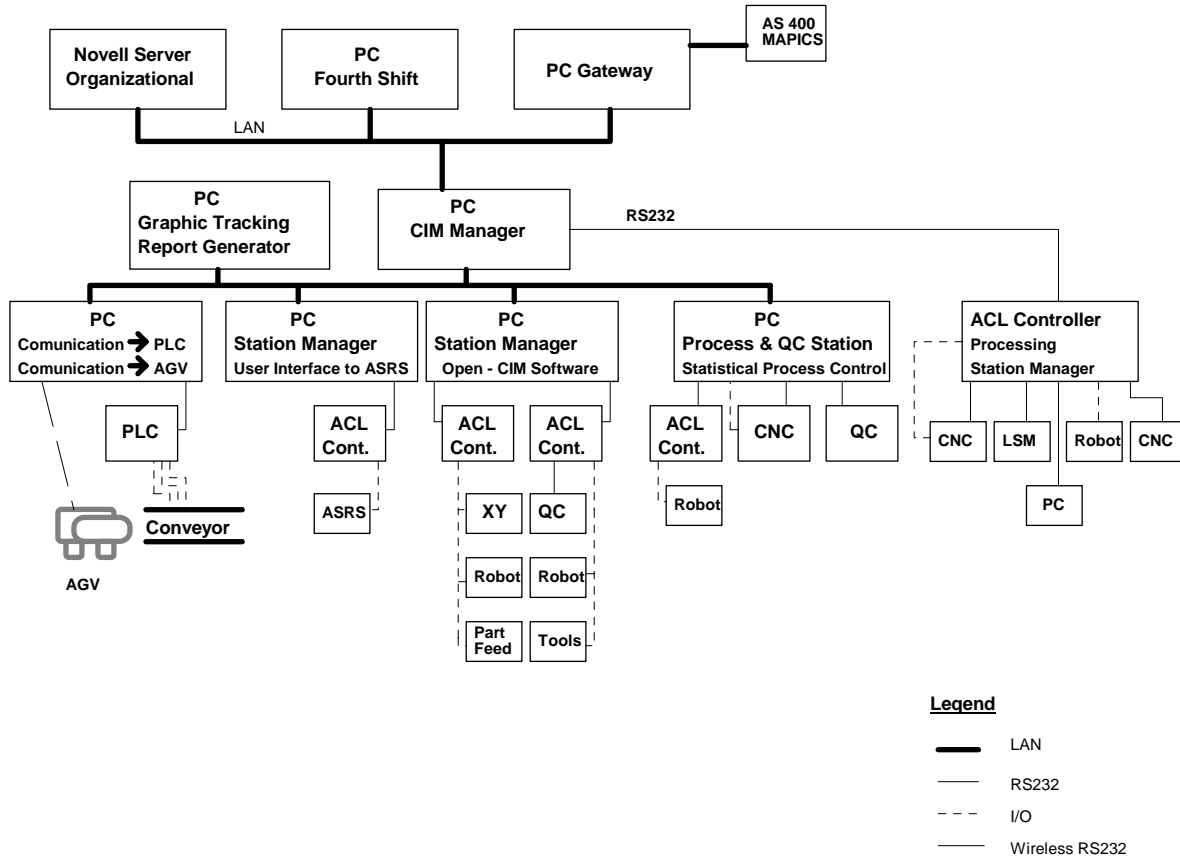 Novell Server
Organizational
PC
Fourth Shift
PC Gateway
AS 400
MAPICS
LAN
PC
Graphic Tracking
Report Generator
PC
CIM Manager
RS232
PC
Comunication PLC
Comunication AGV
PC
Station Manager
User Interface to ASRS
PC
Station Manager
Open - CIM Software
PC
Process & QC Station
Statistical Process Control
ACL Controller
Processing
Station Manager
PLC
ACL
Cont.
ACL
Cont.
ACL
Cont.
ACL
Cont.
CNC
QC
CNC
LSM
Robot
CNC
Conveyor
AGV
ASRS
XY
QC
Robot
PC
Robot
Robot
Part
Feed
Tools
Legend
LAN
RS232
I/O
Wireless RS232